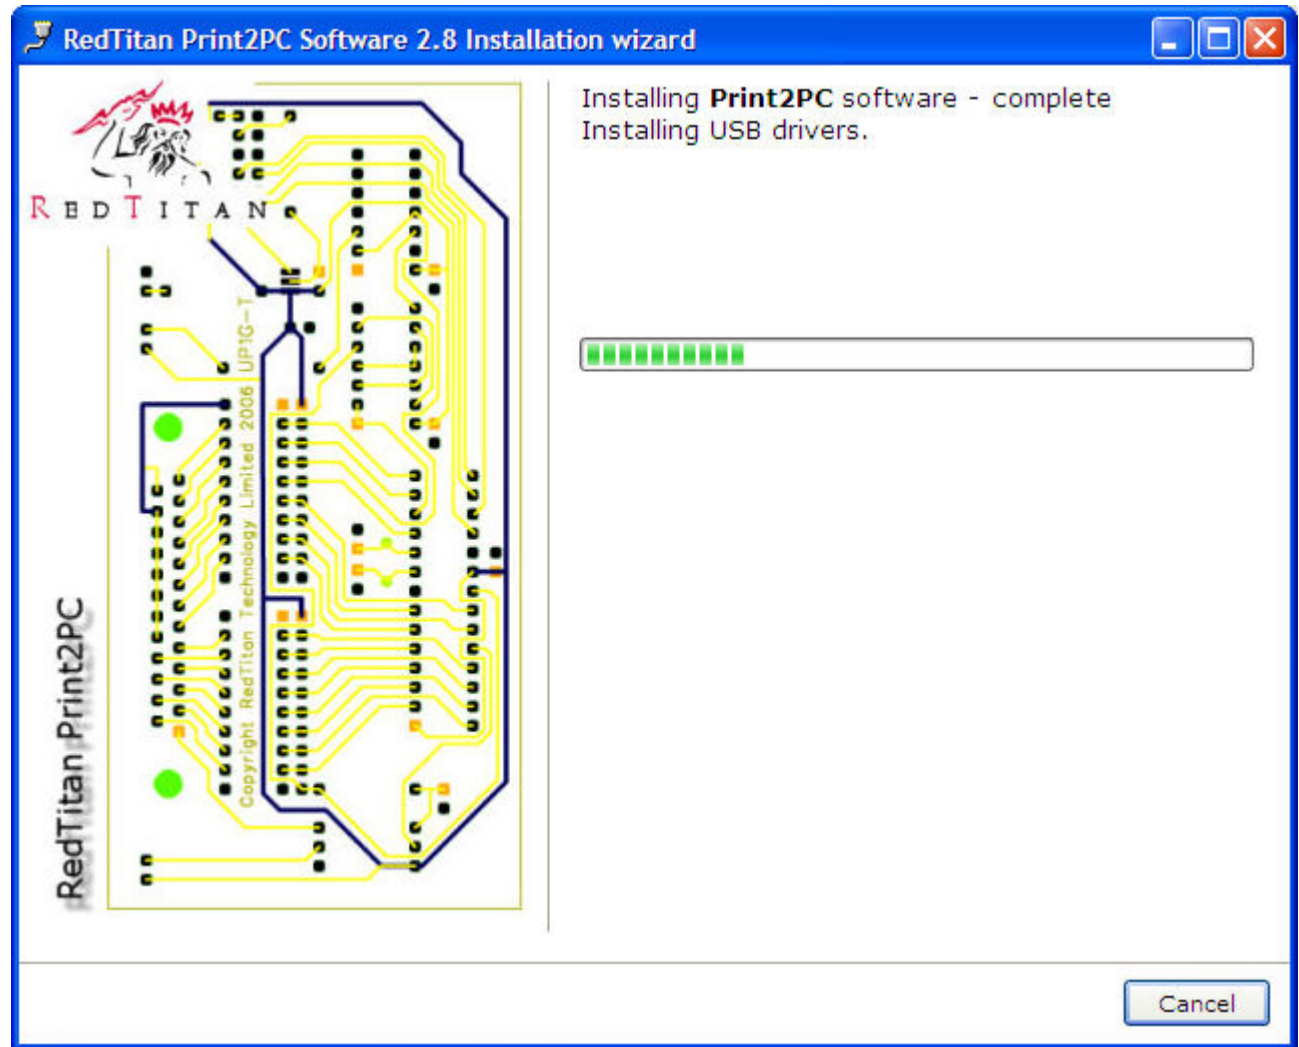 RedTitan Print2PC Software 2.8 Installation wizard
REDTITAN
Copyright RedTitan Technology Limited 2006 UP1G-T
RedTitan Print2PC
Installing Print2PC software - complete
Installing USB drivers.
Cancel